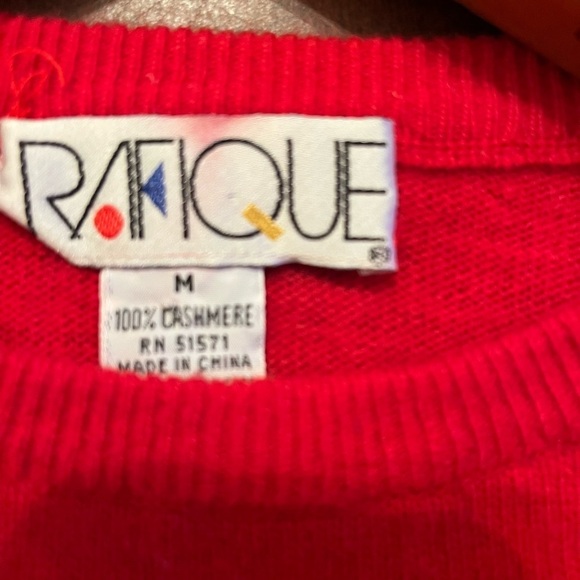 RAFIQUE
M
100% CASHMERE
RN 51571
MADE IN CHINA